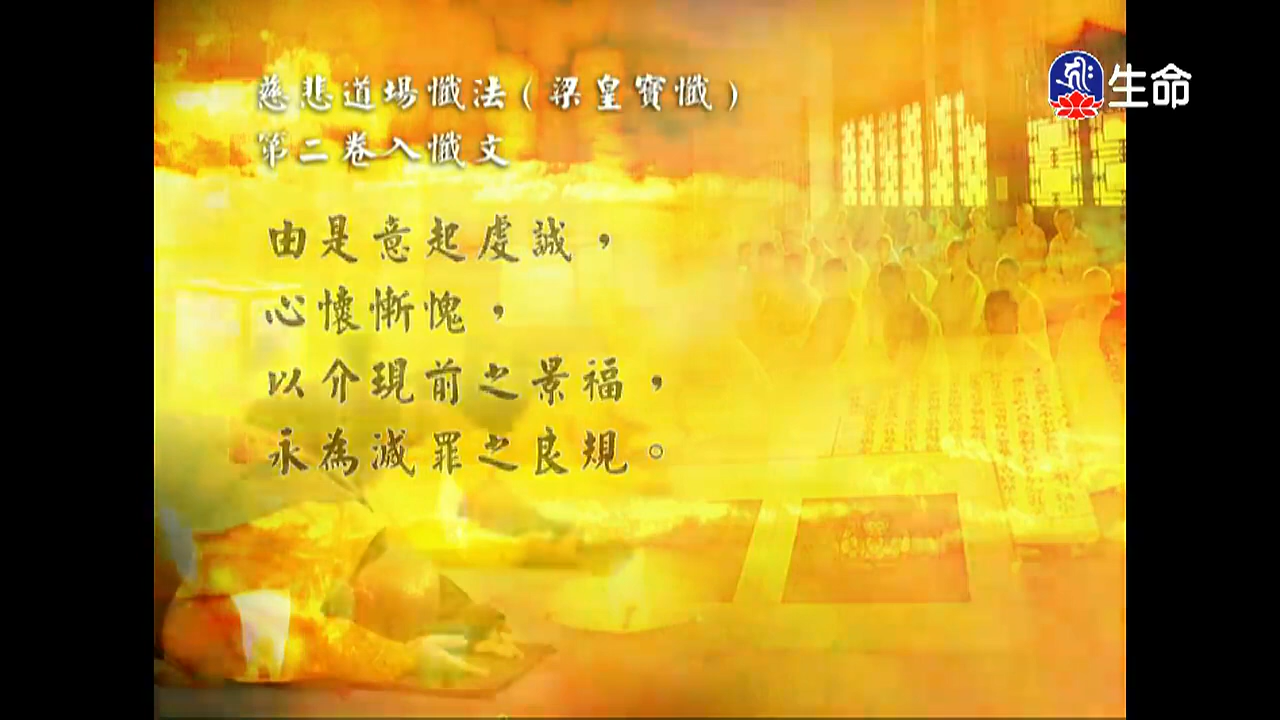 慈悲道場懺法（梁皇寶懺）
第二卷入懺文
生命
由是意起虔誠，
心懷慚愧，
以介現前之景福，
永為滅罪之良規。